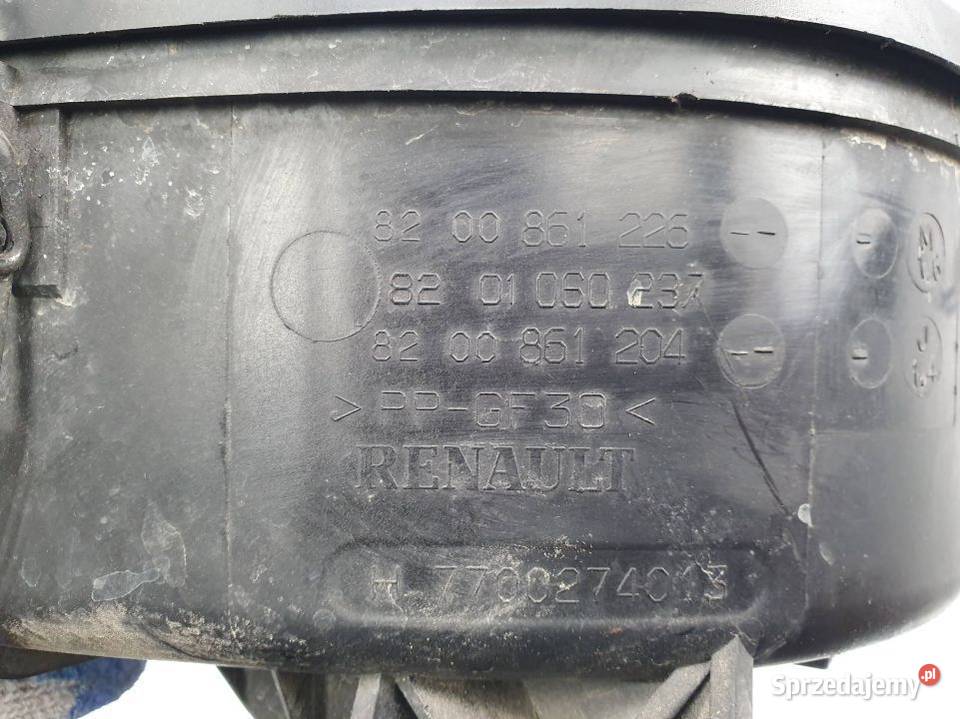 82 00 861 226
82 01 060 237
82 00 861 204
> PP-GF30 <
RENAULT
H 7700274013
Sprzedajemy.pl